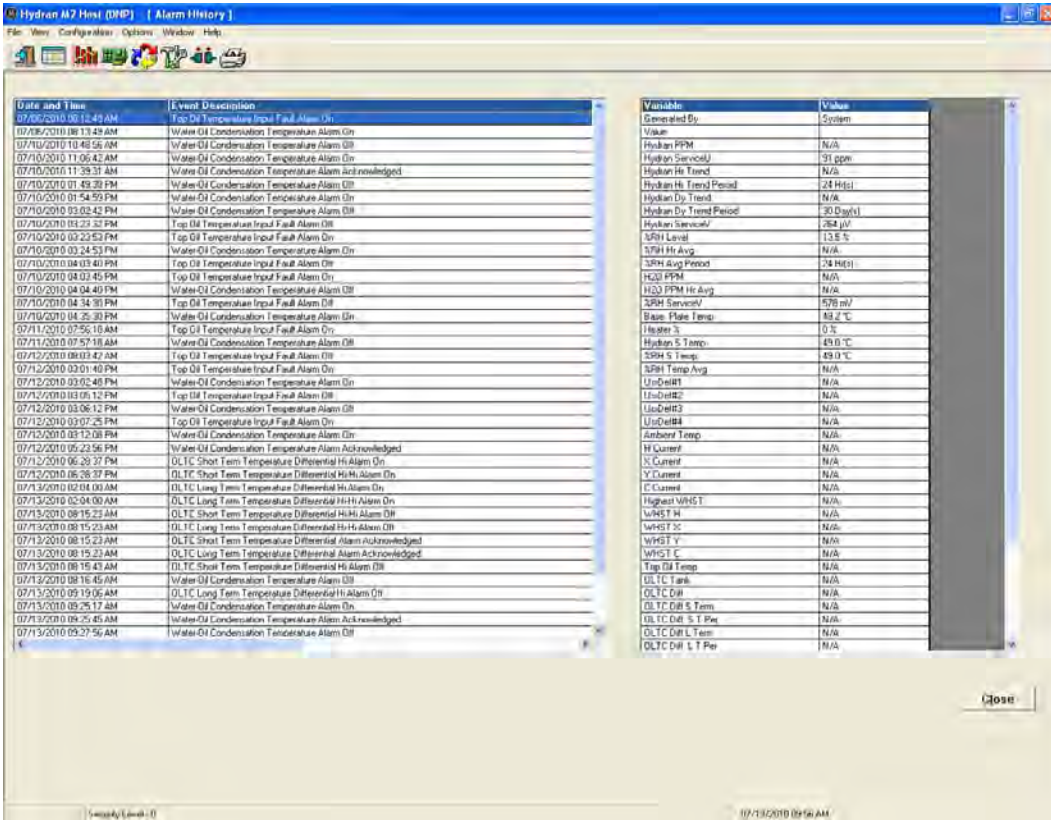 Hydran M2 Host (DNP) [ Alarm History ]
File View Configuration Options Window Help
Date and Time Event Description
Top Oil Temperature Input Fault Alarm On
07/06/2010 08:13:49 AM Water-Oil Condensation Temperature Alarm On
07/10/2010 10:48:56 AM Water-Oil Condensation Temperature Alarm Off
07/10/2010 11:06:42 AM Water-Oil Condensation Temperature Alarm On
07/10/2010 11:39:31 AM Water-Oil Condensation Temperature Alarm Acknowledged
07/10/2010 01:49:39 PM Water-Oil Condensation Temperature Alarm Off
07/10/2010 01:54:59 PM Water-Oil Condensation Temperature Alarm On
07/10/2010 03:02:42 PM Water-Oil Condensation Temperature Alarm Off
07/10/2010 03:23:32 PM Top Oil Temperature Input Fault Alarm Off
07/10/2010 03:23:53 PM Top Oil Temperature Input Fault Alarm On
07/10/2010 03:24:53 PM Water-Oil Condensation Temperature Alarm On
07/10/2010 04:03:40 PM Top Oil Temperature Input Fault Alarm Off
07/10/2010 04:03:45 PM Top Oil Temperature Input Fault Alarm On
07/10/2010 04:04:40 PM Water-Oil Condensation Temperature Alarm Off
07/10/2010 04:34:30 PM Top Oil Temperature Input Fault Alarm Off
07/10/2010 04:35:30 PM Water-Oil Condensation Temperature Alarm On
07/11/2010 07:56:18 AM Top Oil Temperature Input Fault Alarm On
07/11/2010 07:57:18 AM Water-Oil Condensation Temperature Alarm Off
07/12/2010 08:03:42 AM Top Oil Temperature Input Fault Alarm Off
07/12/2010 03:01:40 PM Top Oil Temperature Input Fault Alarm On
07/12/2010 03:02:48 PM Water-Oil Condensation Temperature Alarm On
07/12/2010 03:05:12 PM Top Oil Temperature Input Fault Alarm Off
07/12/2010 03:06:12 PM Water-Oil Condensation Temperature Alarm Off
07/12/2010 03:07:25 PM Top Oil Temperature Input Fault Alarm On
07/12/2010 03:12:08 PM Water-Oil Condensation Temperature Alarm On
07/12/2010 05:23:56 PM Water-Oil Condensation Temperature Alarm Acknowledged
07/12/2010 06:28:37 PM OLTC Short Term Temperature Differential Hi Alarm On
07/12/2010 06:28:37 PM OLTC Short Term Temperature Differential Hi-Hi Alarm On
07/13/2010 02:04:00 AM OLTC Long Term Temperature Differential Hi Alarm On
07/13/2010 02:04:00 AM OLTC Long Term Temperature Differential Hi-Hi Alarm On
07/13/2010 08:15:23 AM OLTC Short Term Temperature Differential Hi-Hi Alarm Off
07/13/2010 08:15:23 AM OLTC Long Term Temperature Differential Hi-Hi Alarm Off
07/13/2010 08:15:23 AM OLTC Short Term Temperature Differential Alarm Acknowledged
07/13/2010 08:15:23 AM OLTC Long Term Temperature Differential Alarm Acknowledged
07/13/2010 08:15:43 AM OLTC Short Term Temperature Differential Hi Alarm Off
07/13/2010 08:16:45 AM Water-Oil Condensation Temperature Alarm Off
07/13/2010 09:19:06 AM OLTC Long Term Temperature Differential Hi Alarm Off
07/13/2010 09:25:17 AM Water-Oil Condensation Temperature Alarm On
07/13/2010 09:25:45 AM Water-Oil Condensation Temperature Alarm Acknowledged
07/13/2010 09:27:56 AM Water-Oil Condensation Temperature Alarm Off
Variable Value
Generated By System
Value
Hydran PPM N/A
Hydran ServiceU 91 ppm
Hydran Hr Trend N/A
Hydran Hr Trend Period 24 Hr(s)
Hydran Dy Trend N/A
Hydran Dy Trend Period 30 Day(s)
Hydran ServiceV 264 µV
%RH Level 13.5 %
%RH Hr Avg N/A
%RH Avg Period 24 Hr(s)
H2O PPM N/A
H2O PPM Hr Avg N/A
%RH ServiceV 578 mV
Base Plate Temp 48.2 °C
Heater % 0 %
Hydran S Temp 49.0 °C
%RH S Temp 49.0 °C
%RH Temp Avg N/A
UsDef#1 N/A
UsDef#2 N/A
UsDef#3 N/A
UsDef#4 N/A
Ambient Temp N/A
H Current N/A
X Current N/A
Y Current N/A
C Current N/A
Highest WHST N/A
WHST H N/A
WHST X N/A
WHST Y N/A
WHST C N/A
Top Oil Temp N/A
OLTC Tank N/A
OLTC Diff N/A
OLTC Diff S Term N/A
OLTC Diff S T Per N/A
OLTC Diff L Term N/A
OLTC Diff L T Per N/A
Close
Security Level: 0
07/13/2010 09:56 AM